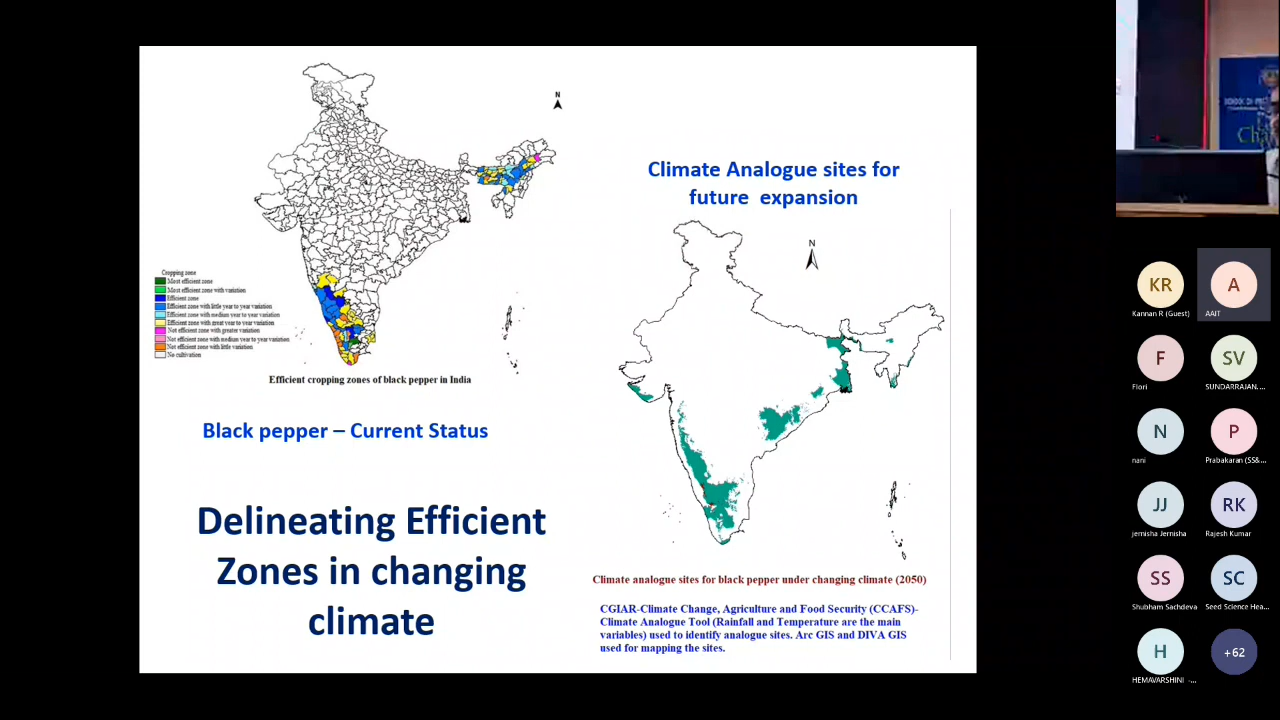 N
Cropping zone
Most efficient zone
Most efficient zone with variation
Efficient zone
Efficient zone with little year to year variation
Efficient zone with medium year to year variation
Efficient zone with great year to year variation
Not efficient zone with greater variation
Not efficient zone with medium year to year variation
Not efficient zone with little variation
No cultivation
Efficient cropping zones of black pepper in India
Black pepper – Current Status
Delineating Efficient
Zones in changing
climate
Climate Analogue sites for
future expansion
N
Climate analogue sites for black pepper under changing climate (2050)
CGIAR-Climate Change, Agriculture and Food Security (CCAFS)-
Climate Analogue Tool (Rainfall and Temperature are the main
variables) used to identify analogue sites. Arc GIS and DIVA GIS
used for mapping the sites.
Cha
KR
Kannan R (Guest)
A
AAIT
F
Flori
SV
SUNDARRAJAN....
N
nani
P
Prabakaran (SS&...
JJ
jernisha Jernisha
RK
Rajesh Kumar
SS
Shubham Sachdeva
SC
Seed Science Hea...
H
HEMAVARSHINI -...
+62